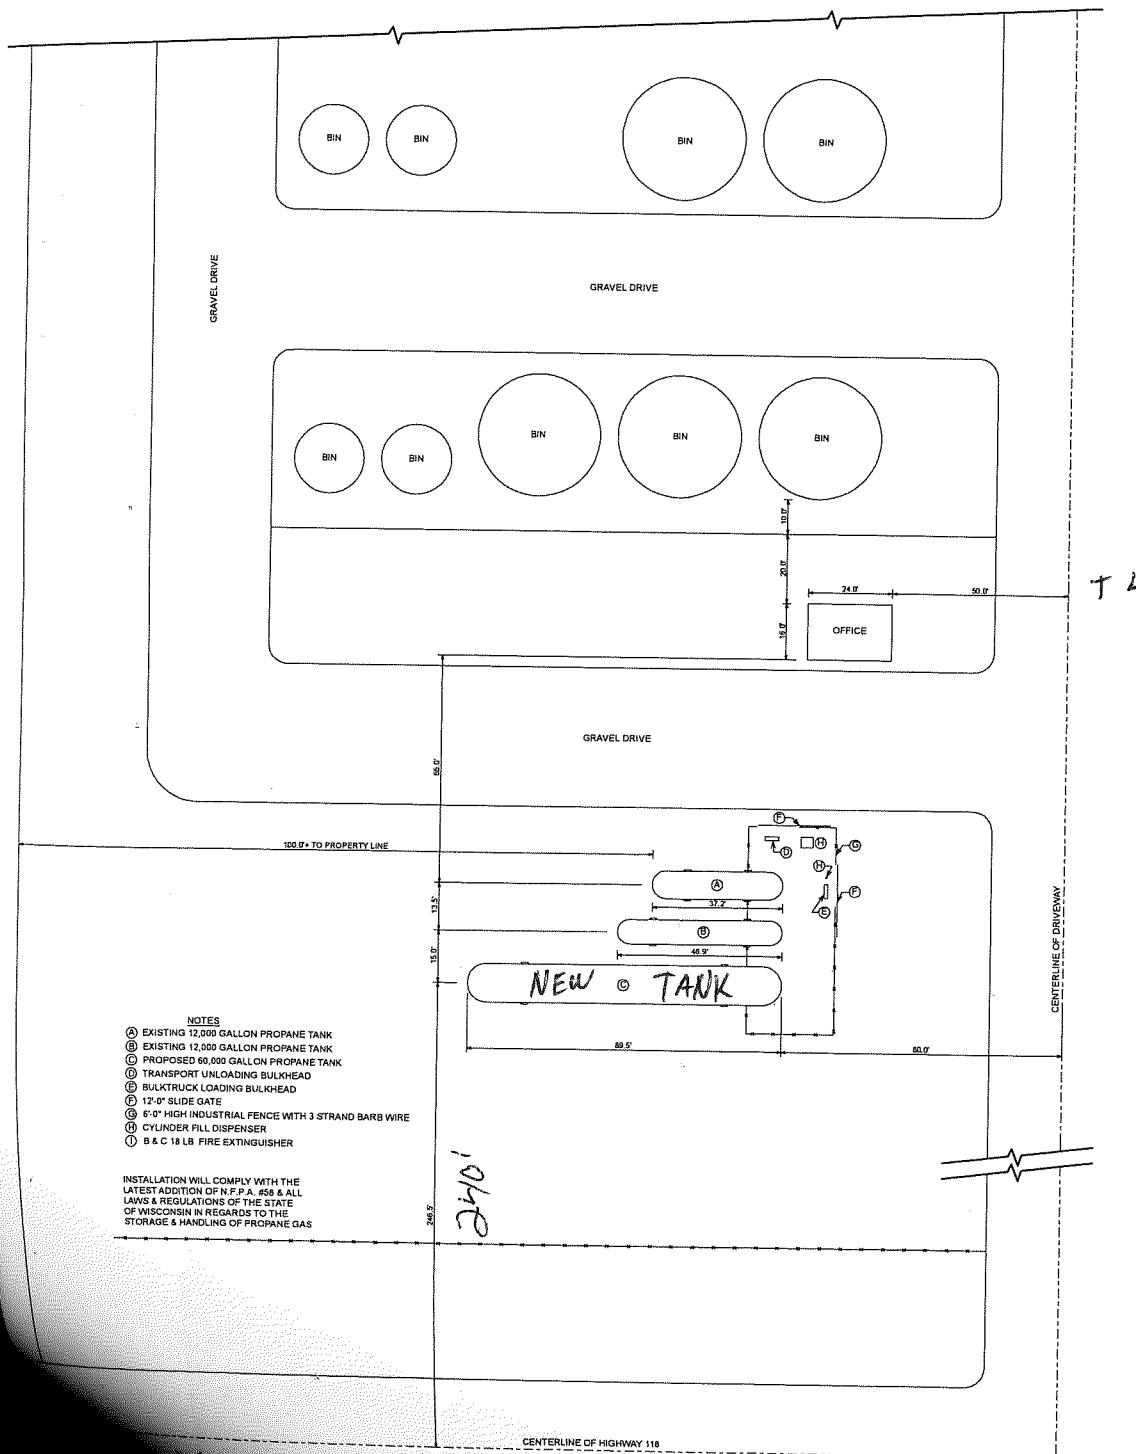 BIN
BIN
BIN
BIN
GRAVEL DRIVE
GRAVEL DRIVE
BIN
BIN
BIN
BIN
BIN
10.0'
20.0'
24.0'
50.0'
16.0'
OFFICE
GRAVEL DRIVE
65.0'
100.0'+ TO PROPERTY LINE
F
D
H
G
H
F
E
A
37.2'
13.5'
B
46.9'
15.0'
NEW C TANK
89.5'
80.0'
CENTERLINE OF DRIVEWAY
NOTES
A EXISTING 12,000 GALLON PROPANE TANK
B EXISTING 12,000 GALLON PROPANE TANK
C PROPOSED 60,000 GALLON PROPANE TANK
D TRANSPORT UNLOADING BULKHEAD
E BULKTRUCK LOADING BULKHEAD
F 12'-0" SLIDE GATE
G 6'-0" HIGH INDUSTRIAL FENCE WITH 3 STRAND BARB WIRE
H CYLINDER FILL DISPENSER
I B & C 18 LB FIRE EXTINGUISHER
INSTALLATION WILL COMPLY WITH THE
LATEST ADDITION OF N.F.P.A. #58 & ALL
LAWS & REGULATIONS OF THE STATE
OF WISCONSIN IN REGARDS TO THE
STORAGE & HANDLING OF PROPANE GAS
246.5'
240'
CENTERLINE OF HIGHWAY 118